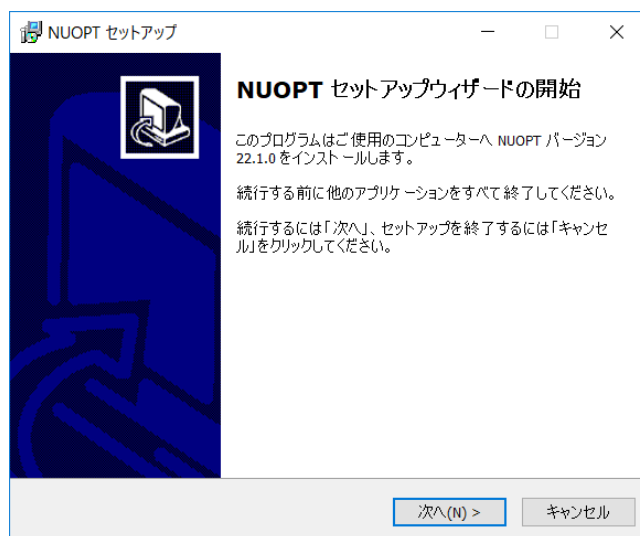 NUOPT セットアップ
NUOPT セットアップウィザードの開始
このプログラムはご使用のコンピューターへ NUOPT バージョン
22.1.0 をインストールします。
続行する前に他のアプリケーションをすべて終了してください。
続行するには「次へ」、セットアップを終了するには「キャンセ
ル」をクリックしてください。
次へ(N) >
キャンセル